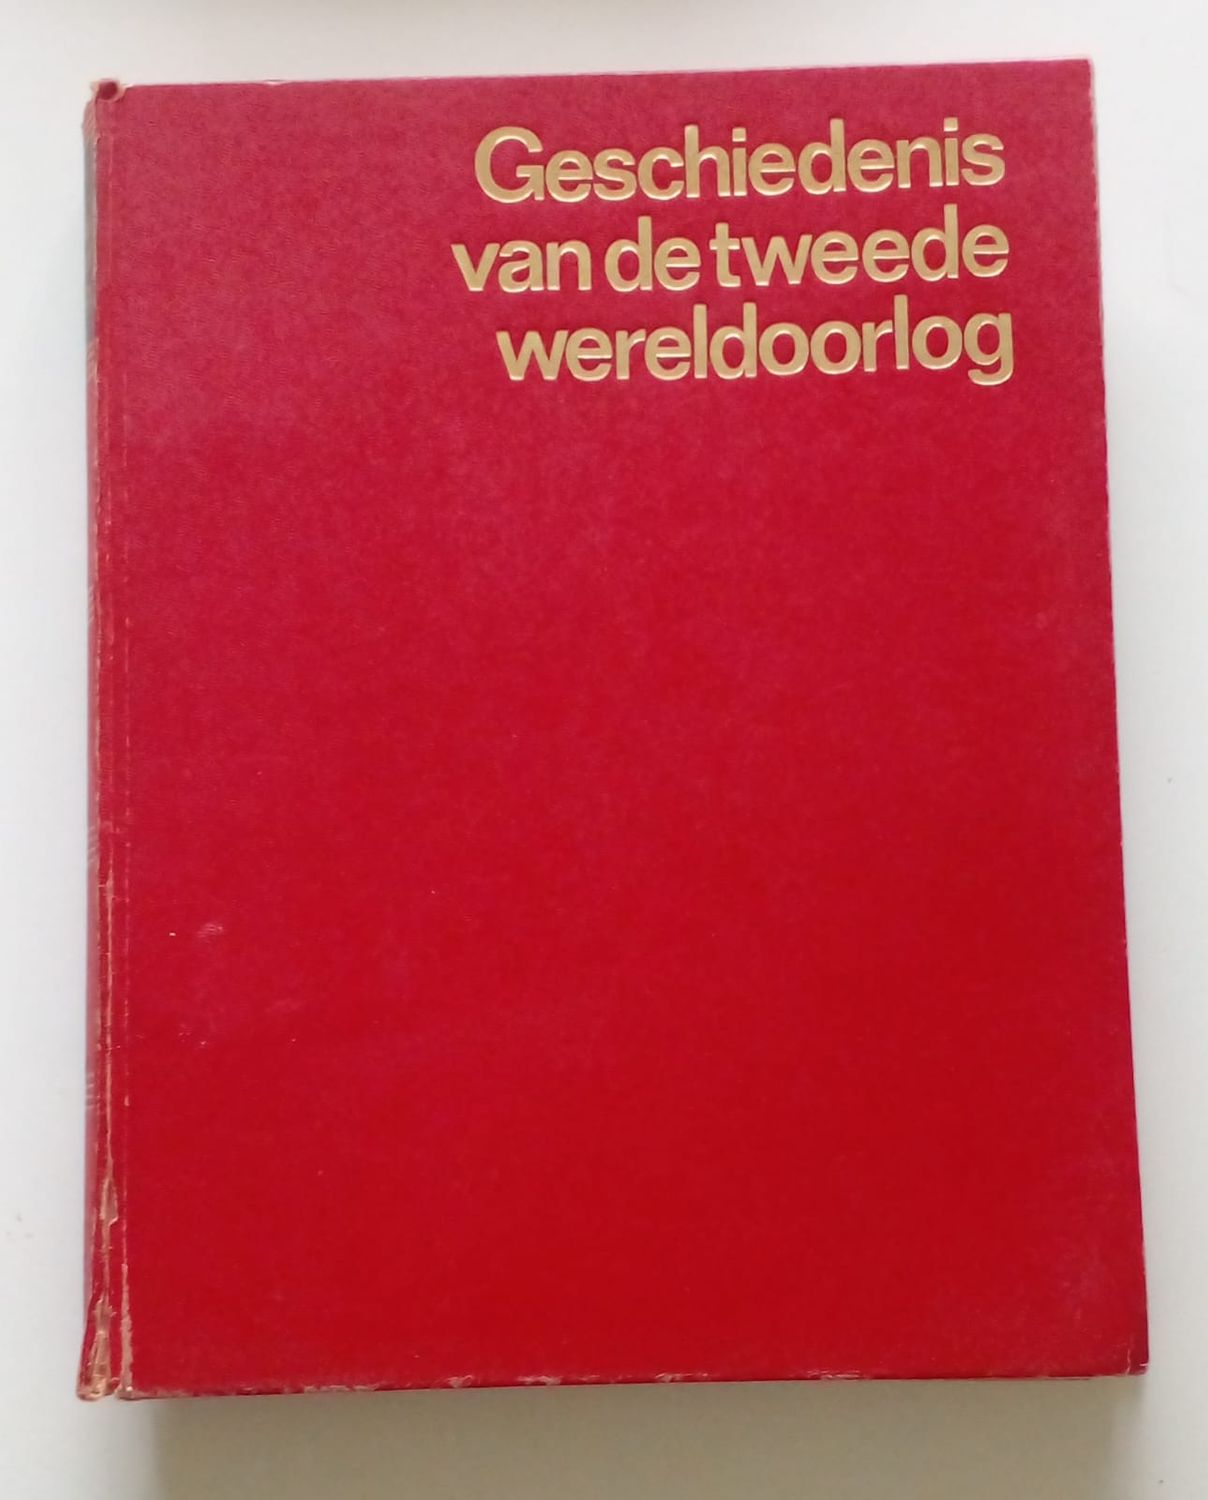 Geschiedenis
van de tweede
wereldoorlog